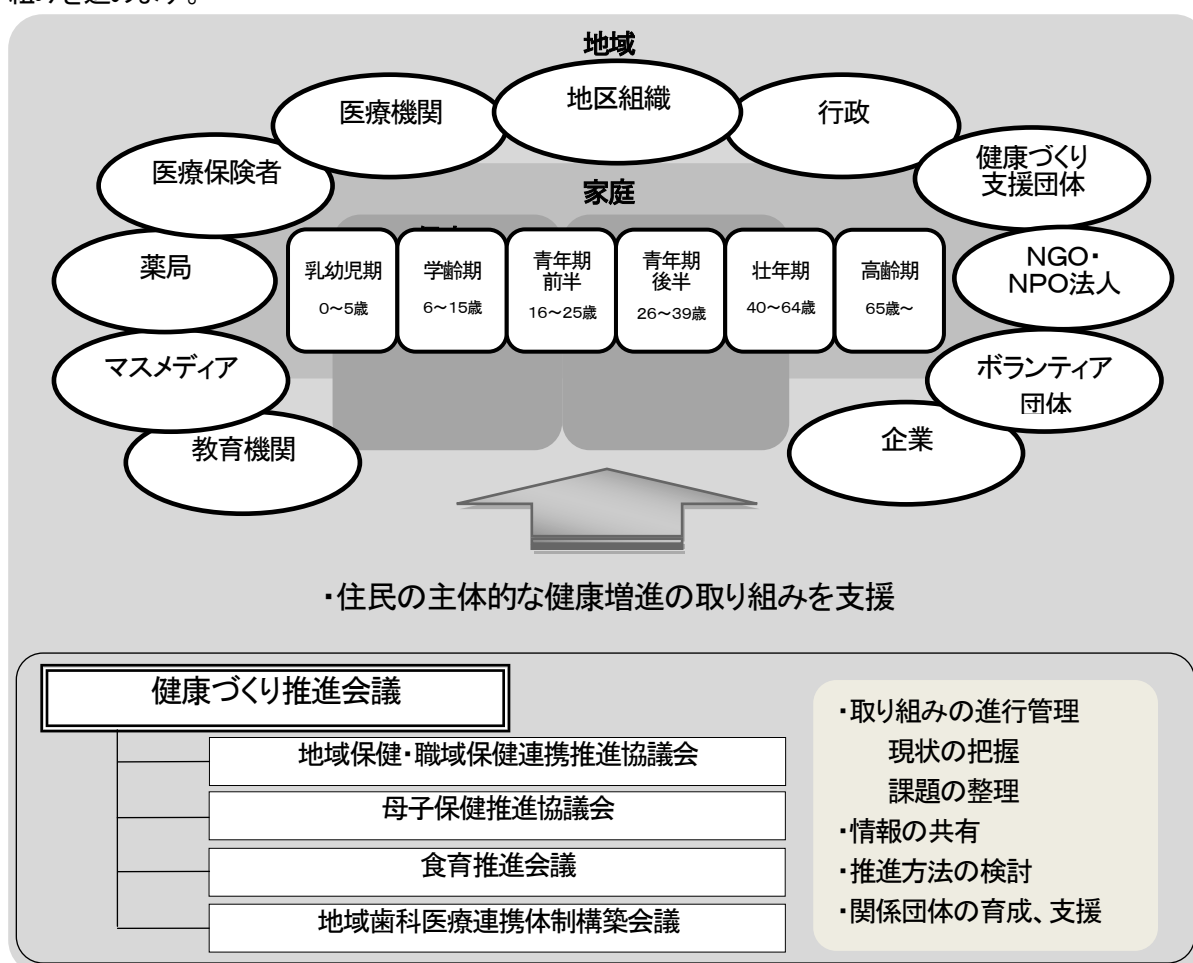 組みを進めます。
地域
地区組織
医療機関
行政
医療保険者
健康づくり
支援団体
家庭
薬局
NGO・
NPO法人
乳幼児期
0～5歳
学齢期
6～15歳
青年期
前半
16～25歳
青年期
後半
26～39歳
壮年期
40～64歳
高齢期
65歳～
マスメディア
ボランティア
団体
教育機関
企業
・住民の主体的な健康増進の取り組みを支援
健康づくり推進会議
地域保健・職域保健連携推進協議会
母子保健推進協議会
食育推進会議
地域歯科医療連携体制構築会議
・取り組みの進行管理
現状の把握
課題の整理
・情報の共有
・推進方法の検討
・関係団体の育成、支援